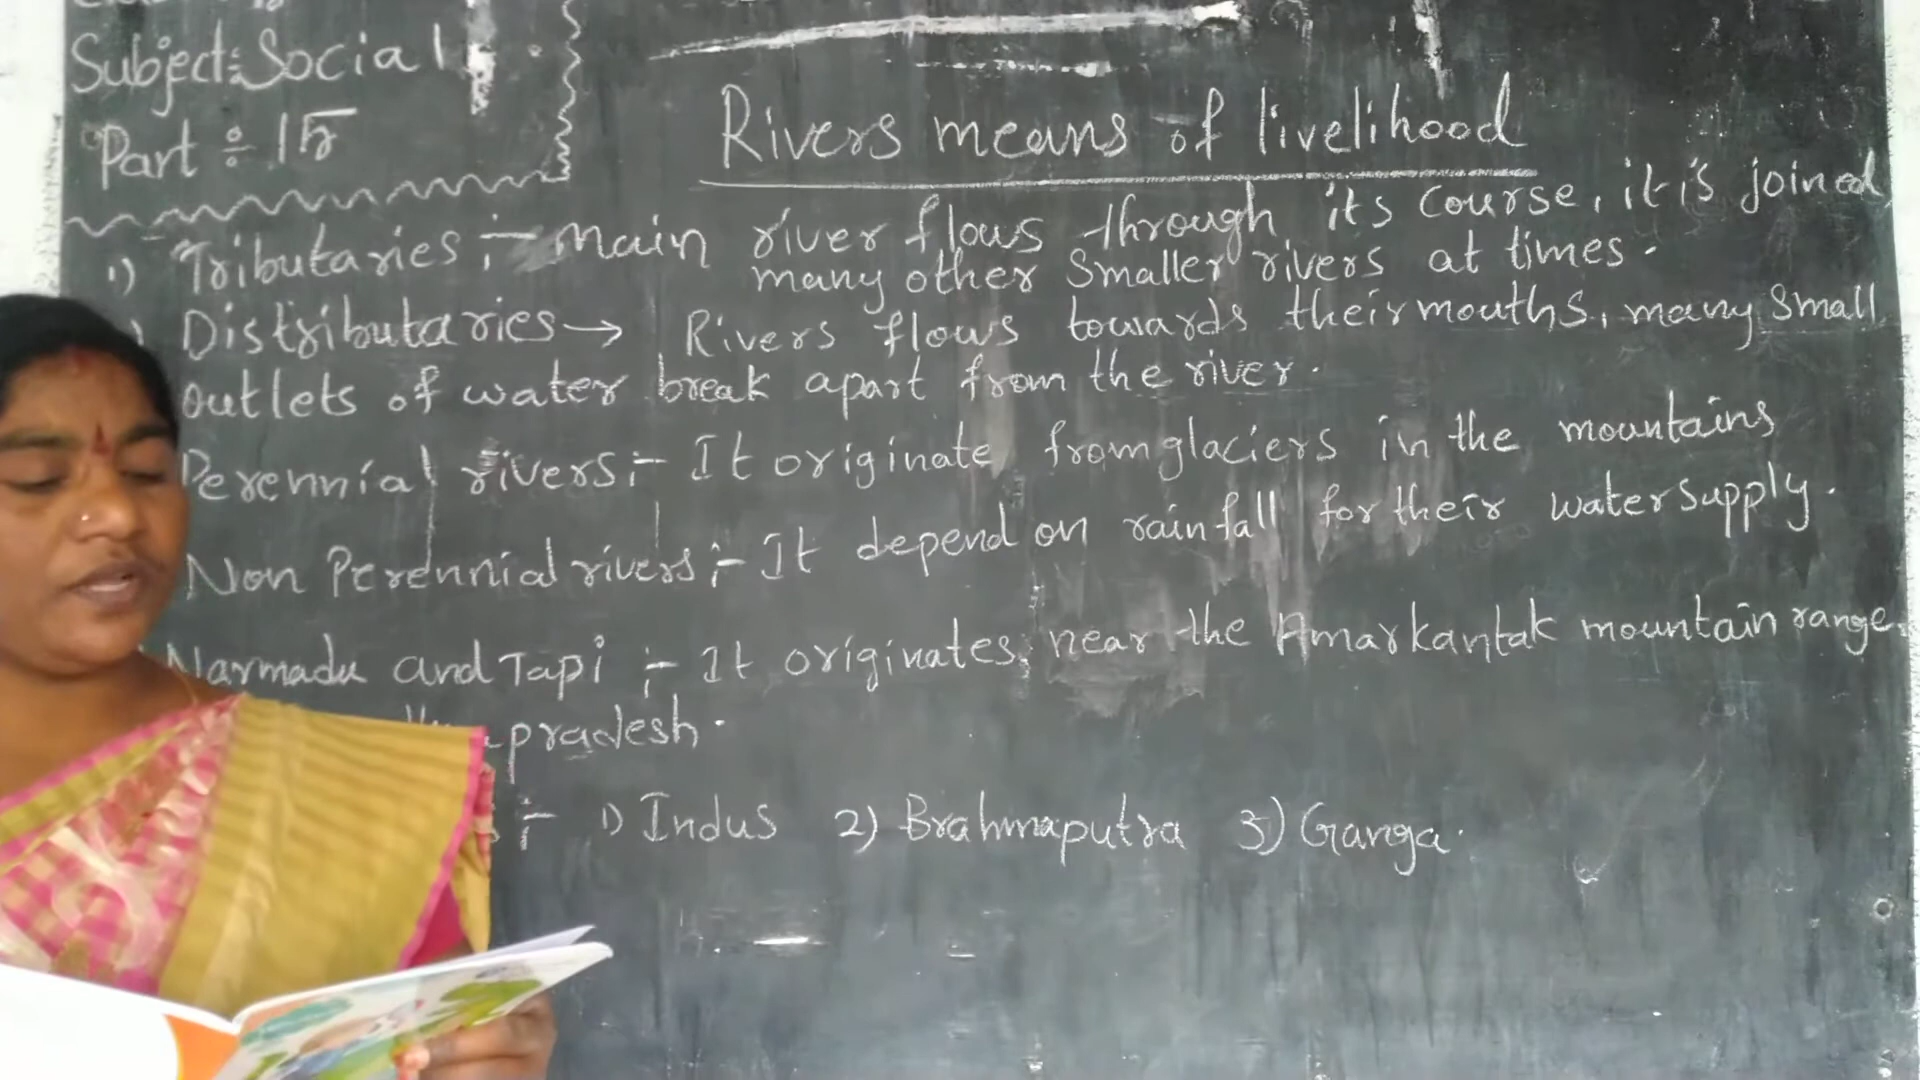 Subject: Social
Part ÷ 15
Rivers means of livelihood
1) Tributaries :- Main river flows through its course, it is joined
many other smaller rivers at times.
Distributaries → Rivers flows towards their mouths, many small
outlets of water break apart from the river.
Perennial rivers :- It originate from glaciers in the mountains
Non Perennial rivers :- It depend on rainfall for their water supply.
Narmada and Tapi :- It originates near the Amarkantak mountain range.
pradesh.
:- 1) Indus 2) Brahmaputra 3) Ganga.